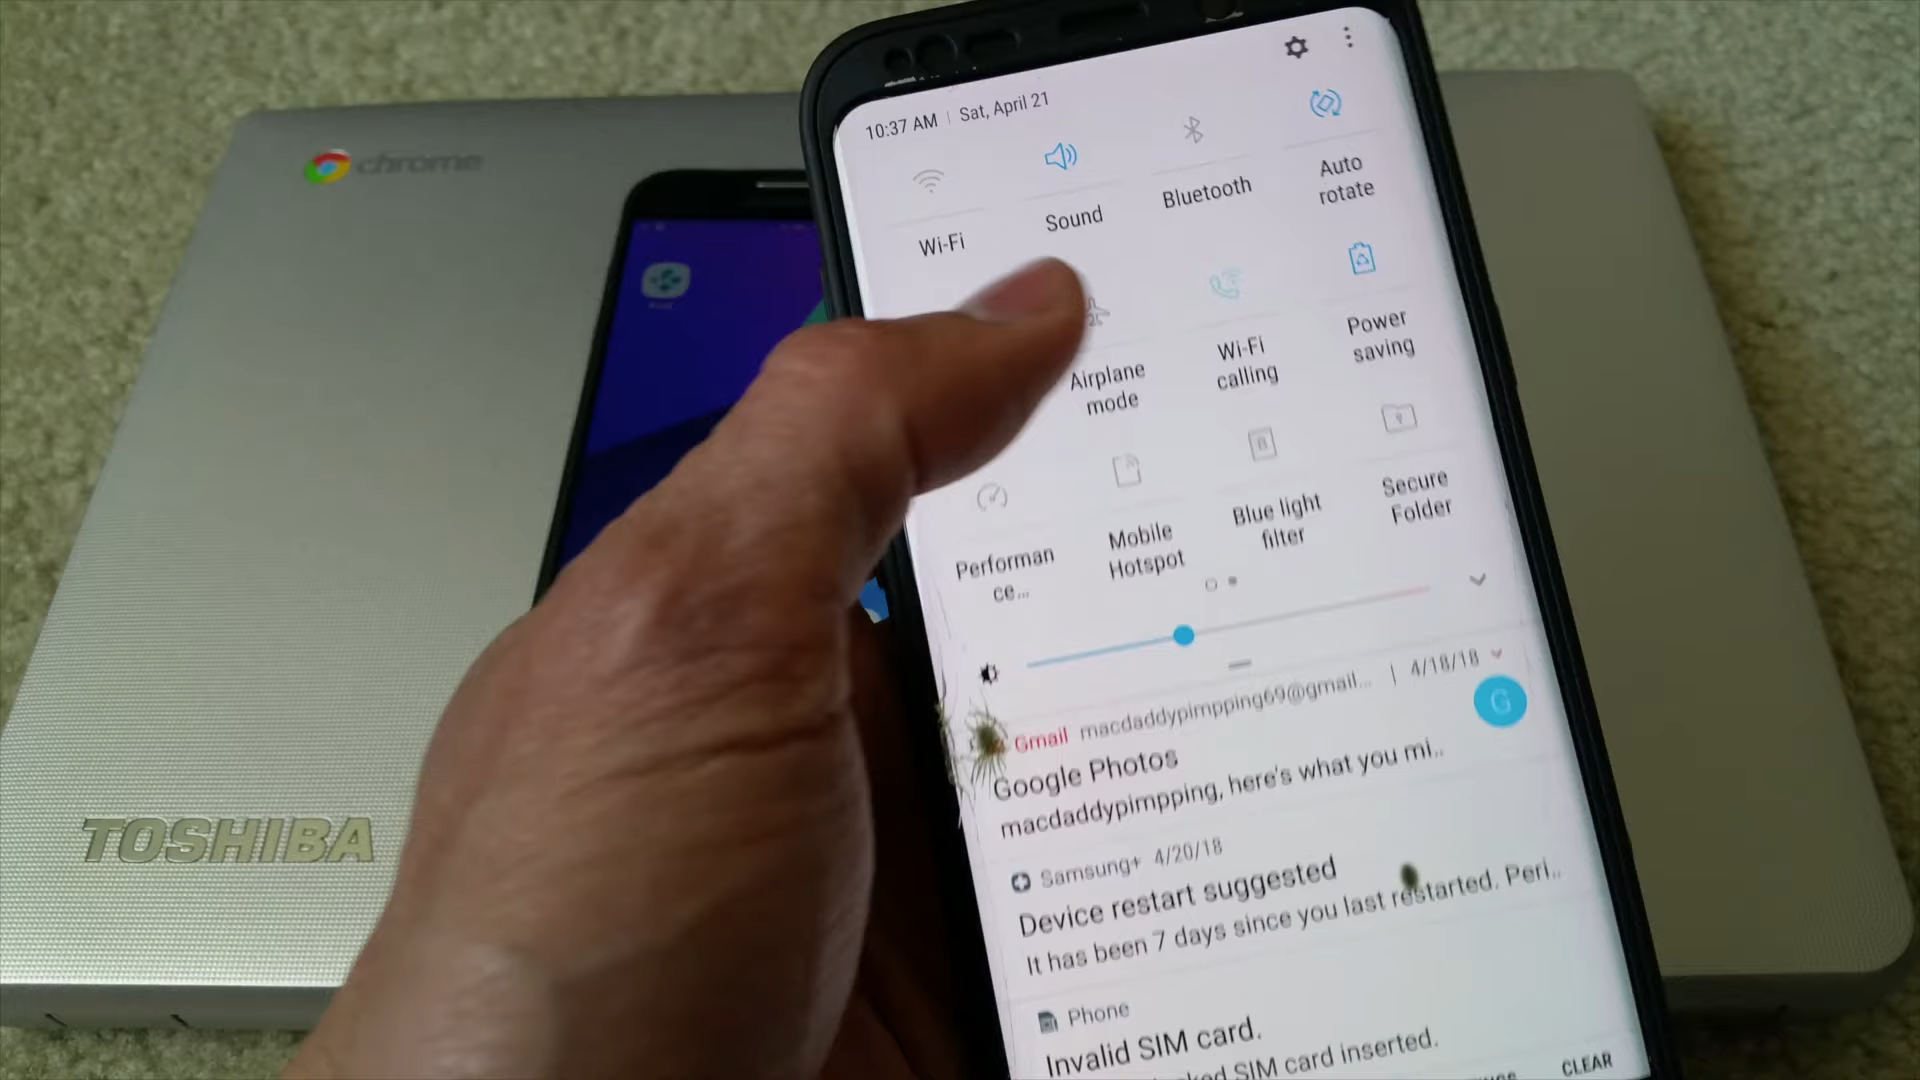 chrome
TOSHIBA
10:37 AM | Sat, April 21
Wi-Fi
Sound
Bluetooth
Auto
rotate
Airplane
mode
Wi-Fi
calling
Power
saving
Performan
ce...
Mobile
Hotspot
Blue light
filter
Secure
Folder
Gmail macdaddypimpping69@gmail... | 4/18/18
G
Google Photos
macdaddypimpping, here's what you mi..
Samsung+ 4/20/18
Device restart suggested
It has been 7 days since you last restarted. Peri..
Phone
Invalid SIM card.
SIM card inserted.
CLEAR